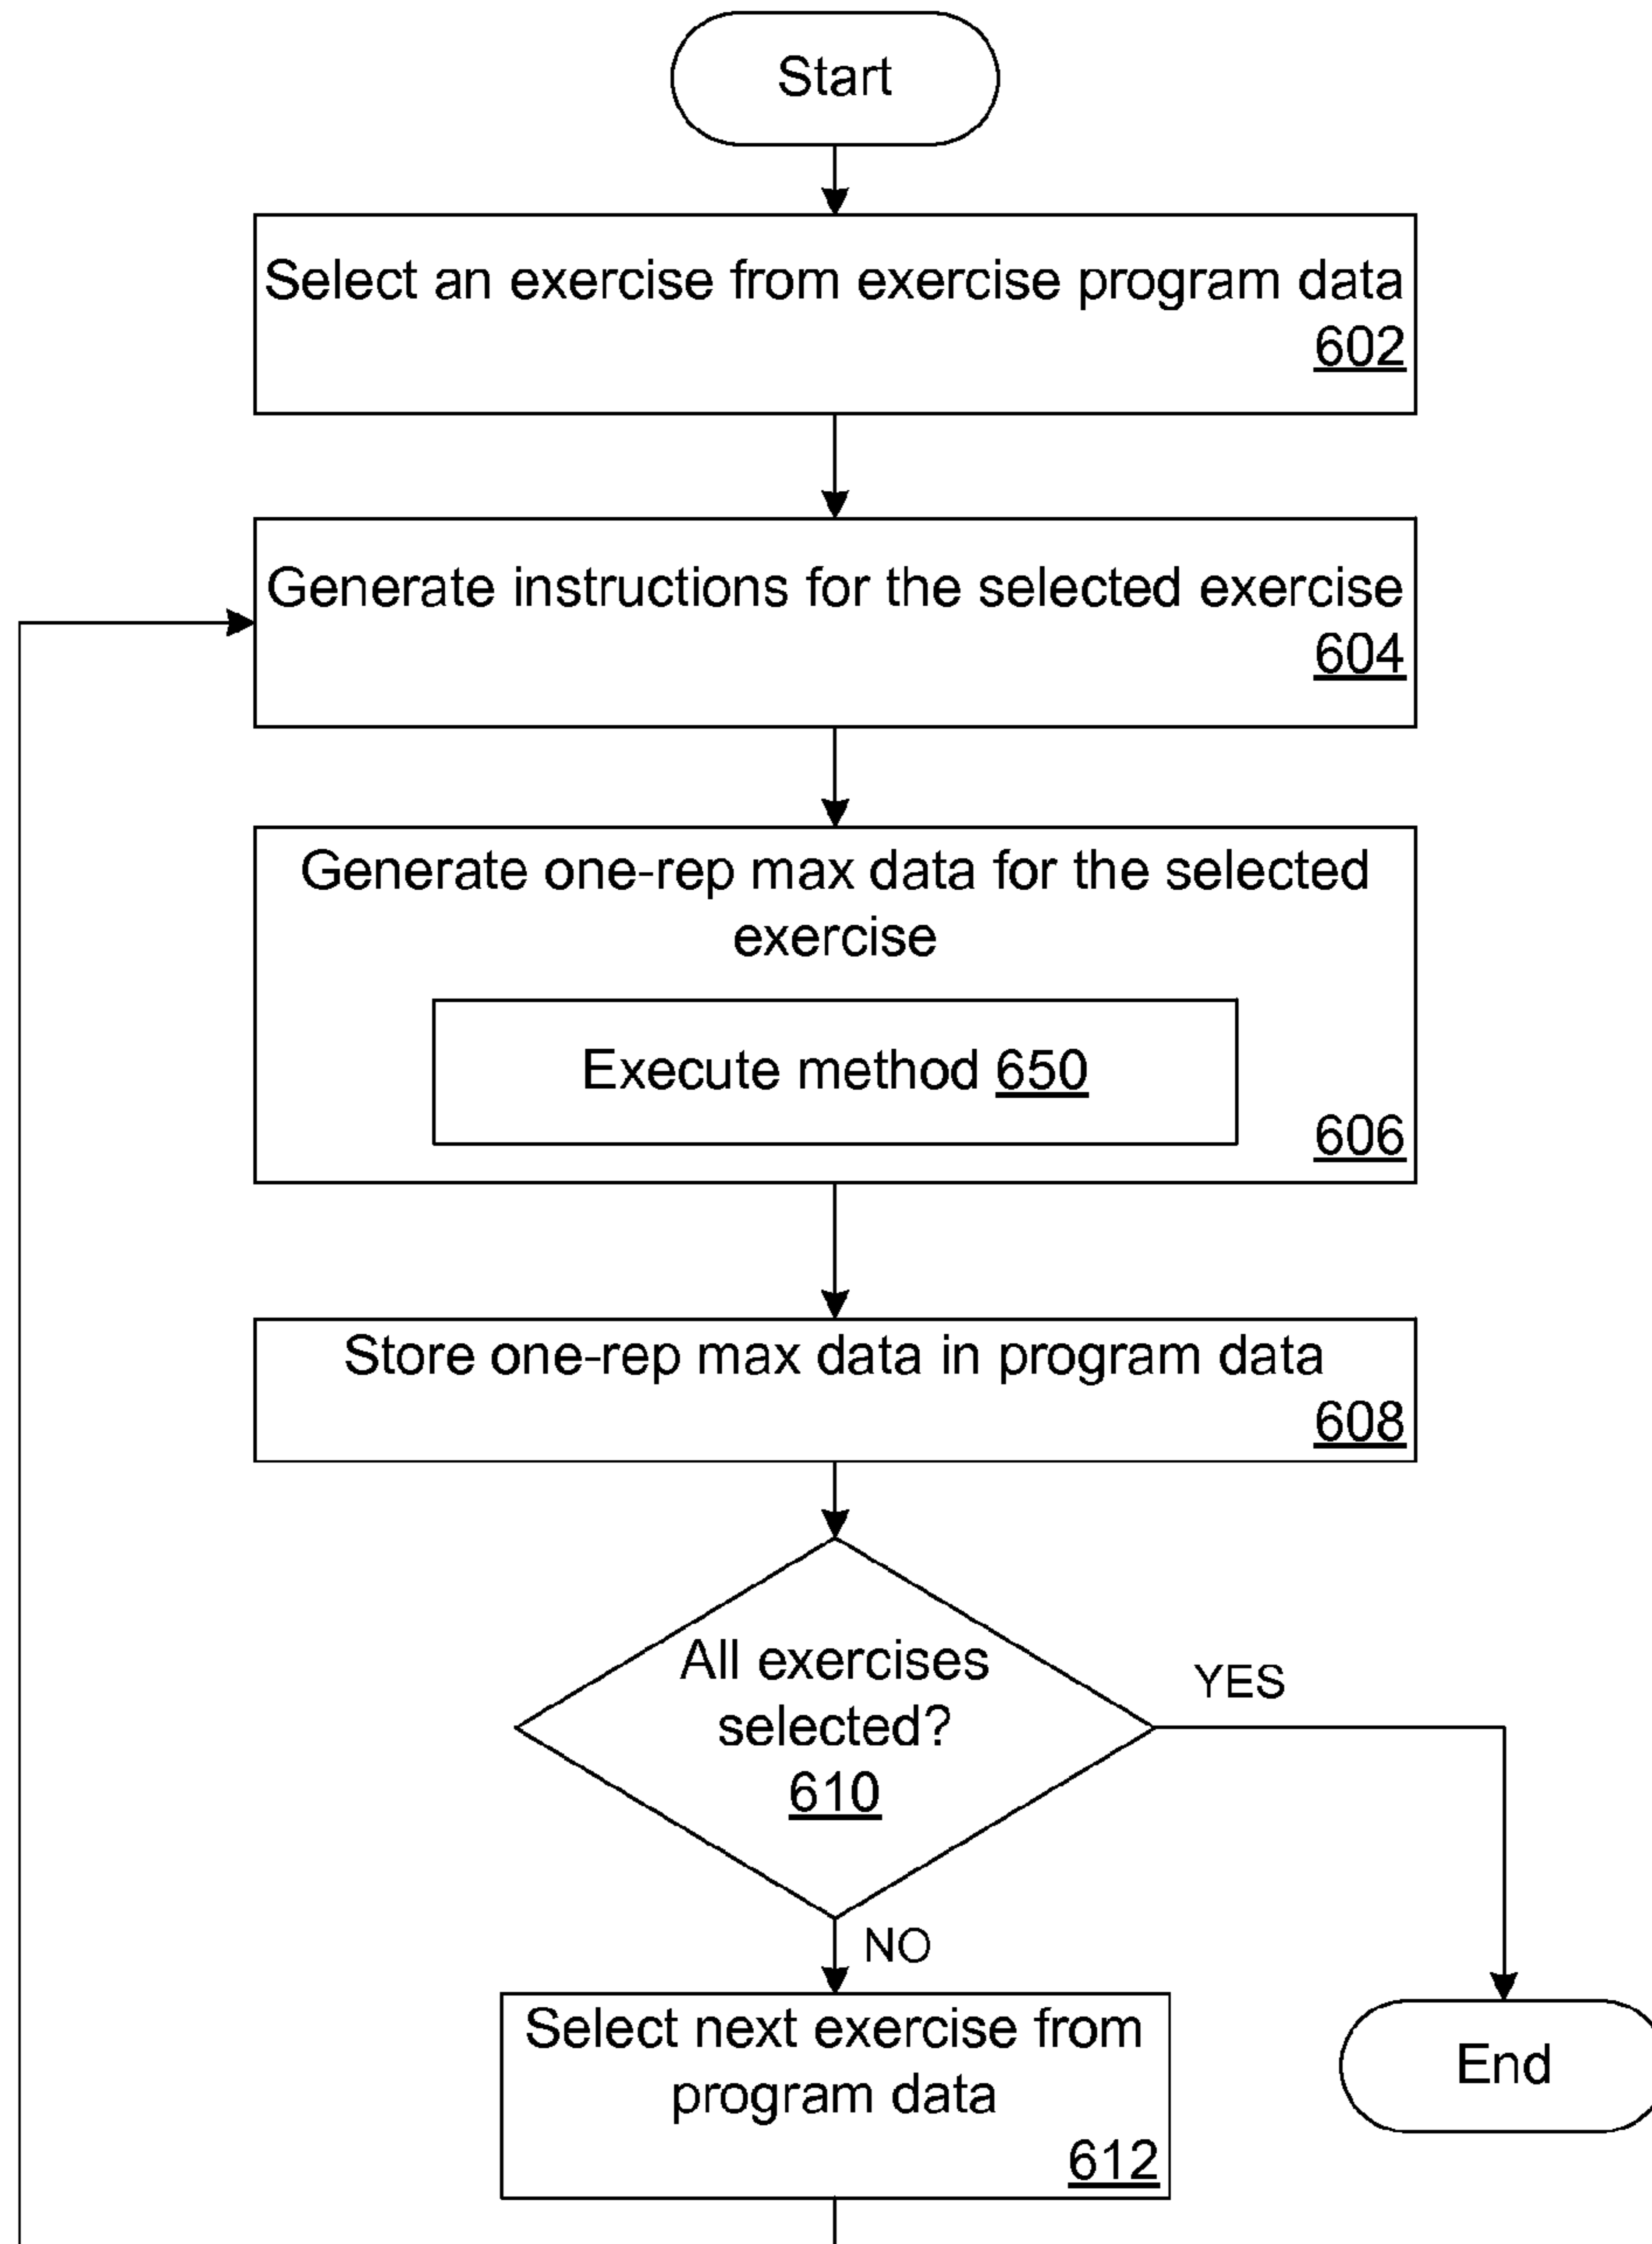 Start
Select an exercise from exercise program data
602
Generate instructions for the selected exercise
604
Generate one-rep max data for the selected
exercise
Execute method 650
606
Store one-rep max data in program data
608
All exercises
selected?
610
YES
NO
Select next exercise from
program data
612
End